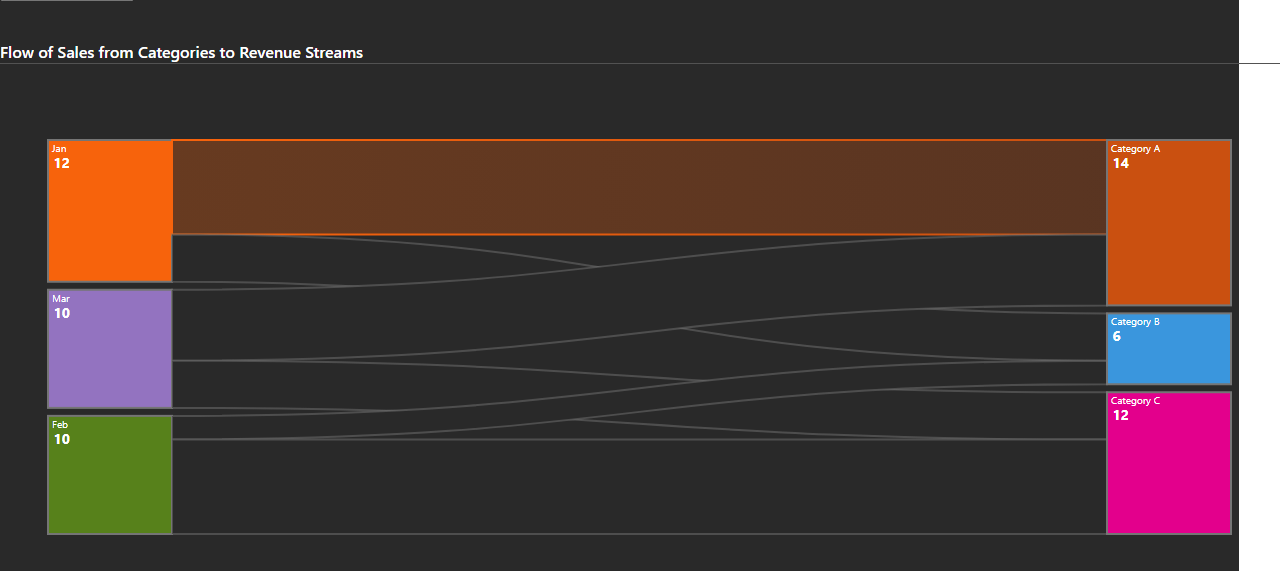 Flow of Sales from Categories to Revenue Streams
Jan
12
Mar
10
Feb
10
Category A
14
Category B
6
Category C
12